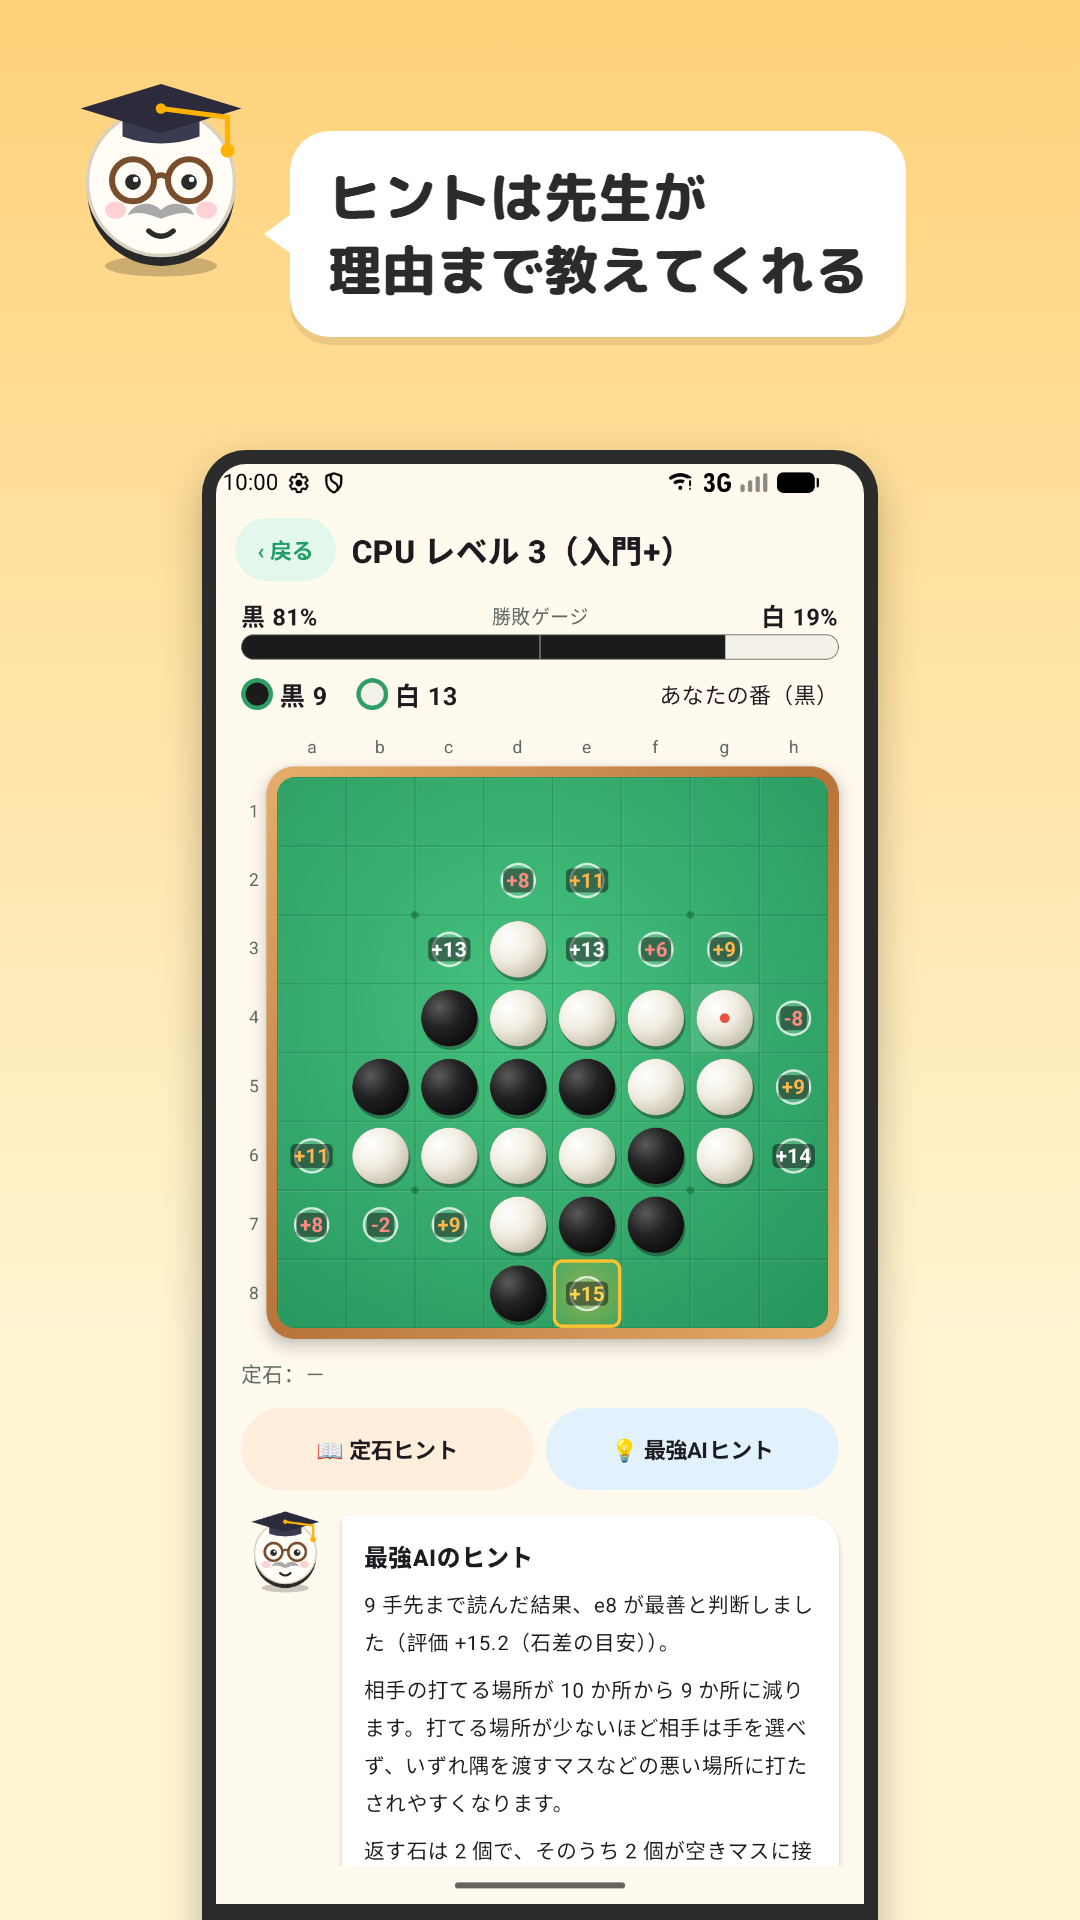 ヒントは先生が
理由まで教えてくれる
10:00 3G
‹ 戻る CPU レベル 3（入門+）
黒 81% 勝敗ゲージ 白 19%
黒 9 白 13 あなたの番（黒）
a b c d e f g h
1
2 +8 +11
3 +13 +13 +6 +9
4 -8
5 +9
6 +11 +14
7 +8 -2 +9
8 +15
定石： —
📖 定石ヒント 💡 最強AIヒント
最強AIのヒント
9 手先まで読んだ結果、e8 が最善と判断しまし
た（評価 +15.2（石差の目安））。
相手の打てる場所が 10 か所から 9 か所に減り
ます。打てる場所が少ないほど相手は手を選べ
ず、いずれ隅を渡すマスなどの悪い場所に打た
されやすくなります。
返す石は 2 個で、そのうち 2 個が空きマスに接